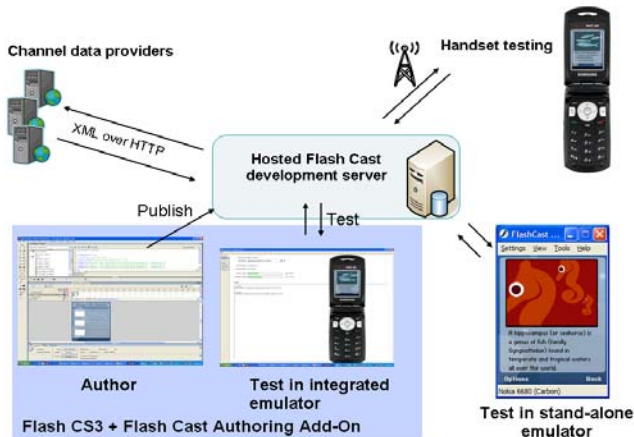 Channel data providers
Handset testing
XML over HTTP
Hosted Flash Cast
development server
Publish
Test
SAMSUNG
FlashCast ...
Settings View Tools Help
A hippocampus (or seahorse) is
a genus of fish (family
Syngnathidae) found in
temperate and tropical waters
all over the world.
Options Back
Nokia 6680 (Carbon)
Author
Test in integrated
emulator
Test in stand-alone
emulator
Flash CS3 + Flash Cast Authoring Add-On